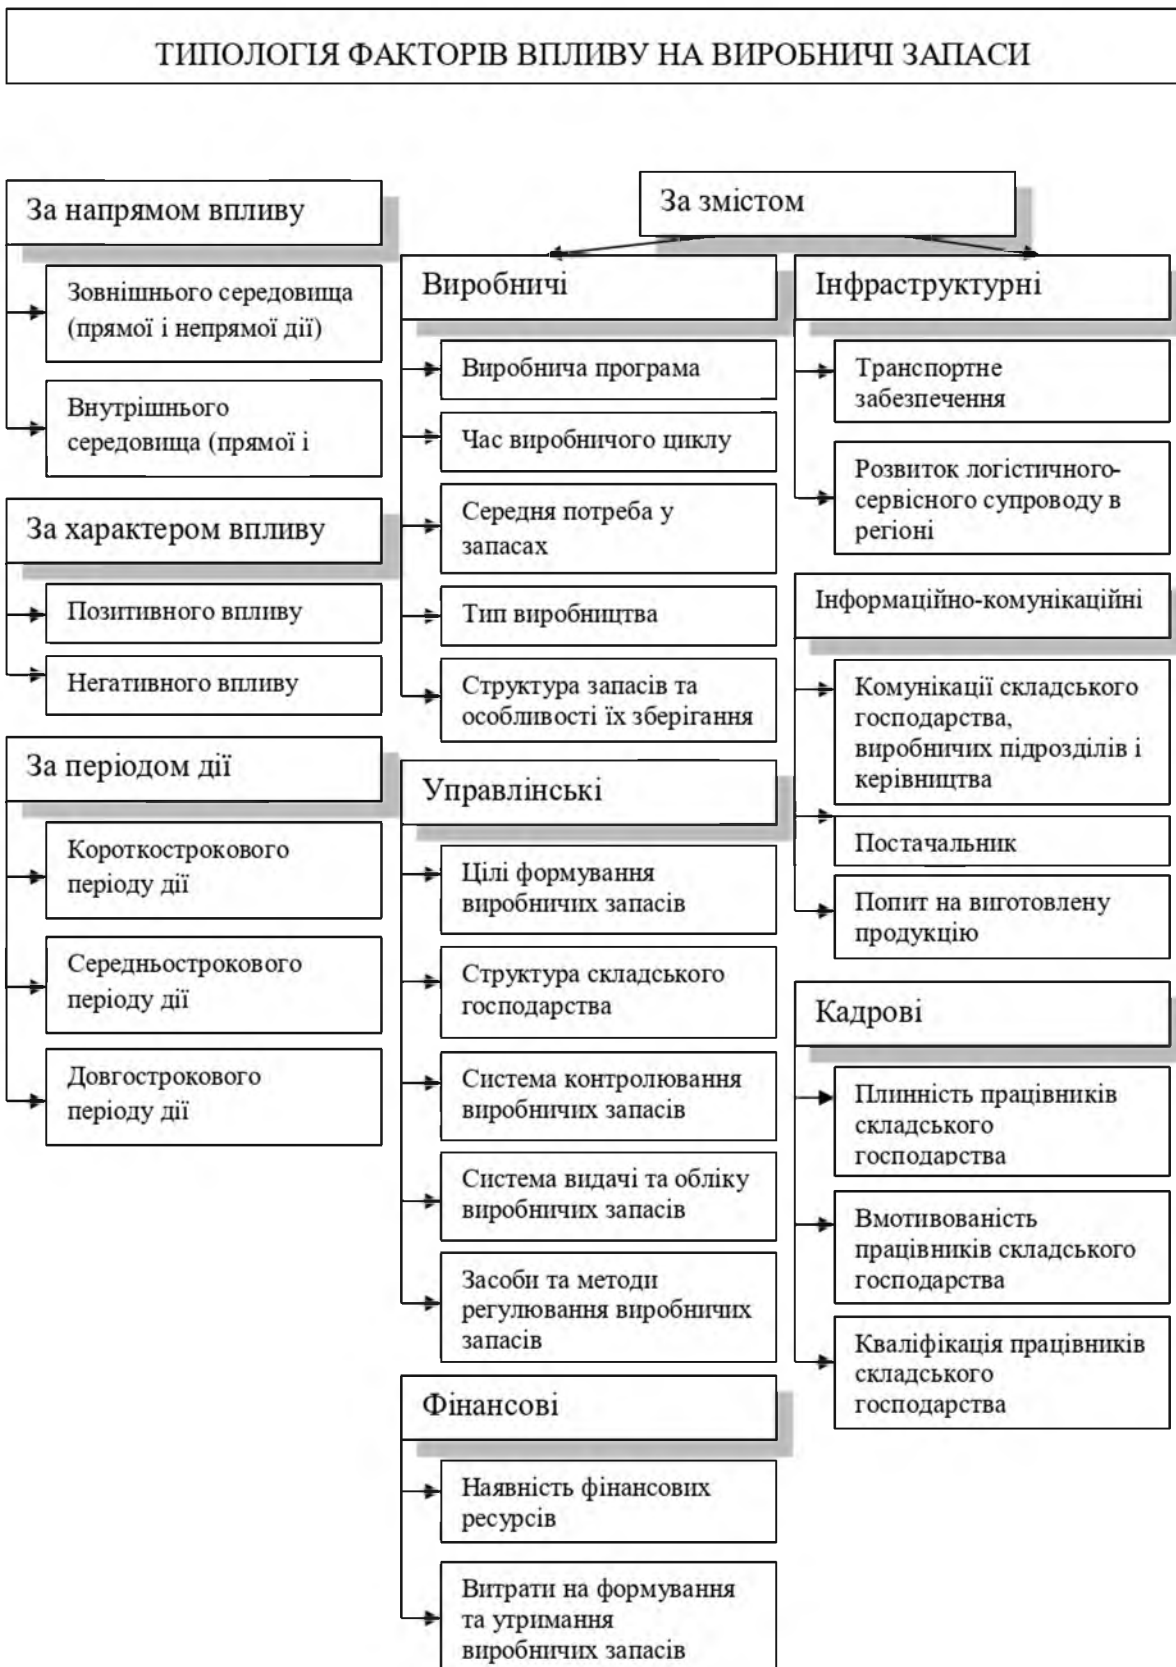 ТИПОЛОГІЯ ФАКТОРІВ ВПЛИВУ НА ВИРОБНИЧІ ЗАПАСИ
За напрямом впливу
Зовнішнього середовища
(прямої і непрямої дії)
Внутрішнього
середовища (прямої і
За характером впливу
Позитивного впливу
Негативного впливу
За періодом дії
Короткострокового
періоду дії
Середньострокового
періоду дії
Довгострокового
періоду дії
За змістом
Виробничі
Виробнича програма
Час виробничого циклу
Середня потреба у
запасах
Тип виробництва
Структура запасів та
особливості їх зберігання
Управлінські
Цілі формування
виробничих запасів
Структура складського
господарства
Система контролювання
виробничих запасів
Система видачі та обліку
виробничих запасів
Засоби та методи
регулювання виробничих
запасів
Фінансові
Наявність фінансових
ресурсів
Витрати на формування
та утримання
виробничих запасів
Інфраструктурні
Транспортне
забезпечення
Розвиток логістичного-
сервісного супроводу в
регіоні
Інформаційно-комунікаційні
Комунікації складського
господарства,
виробничих підрозділів і
керівництва
Постачальник
Попит на виготовлену
продукцію
Кадрові
Плинність працівників
складського
господарства
Вмотивованість
працівників складського
господарства
Кваліфікація працівників
складського
господарства